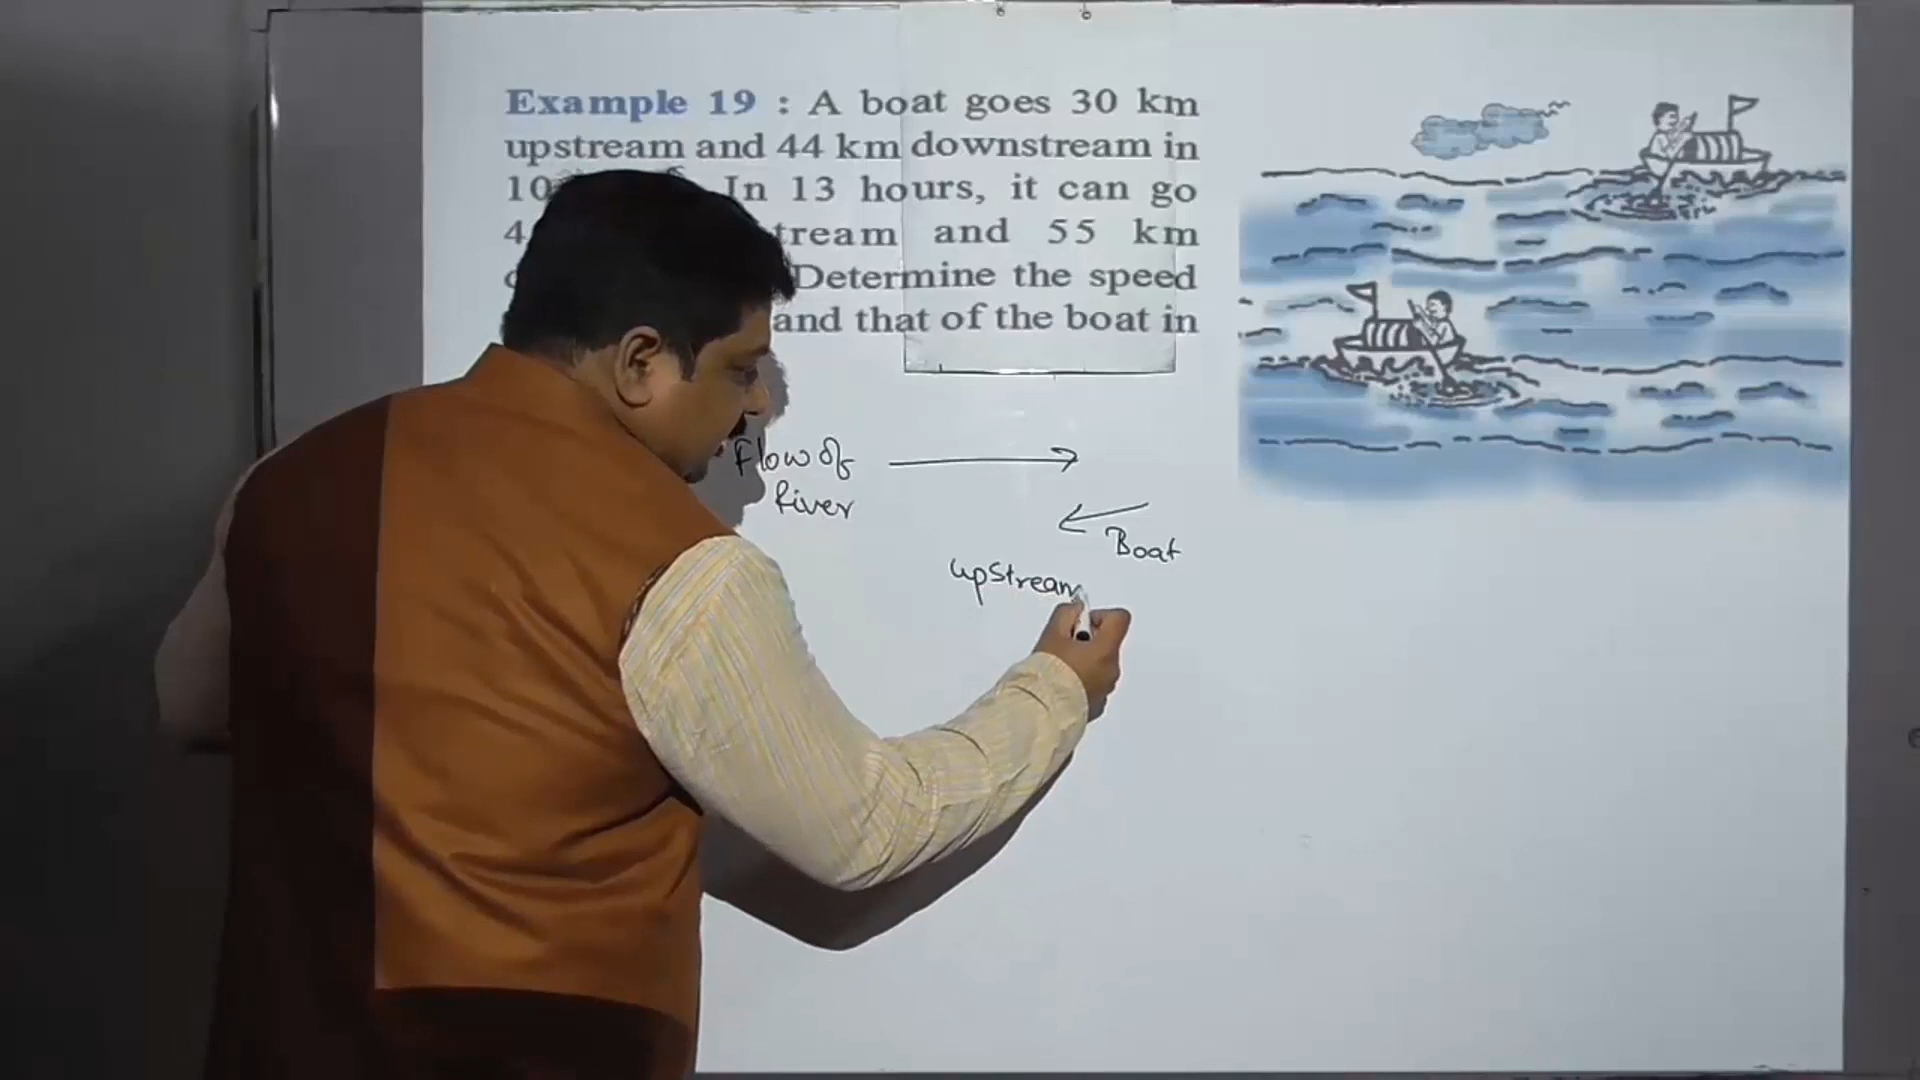 Example 19 : A boat goes 30 km
upstream and 44 km downstream in
10 In 13 hours, it can go
4 tream and 55 km
Determine the speed
and that of the boat in
Flow of
River
Boat
upstream